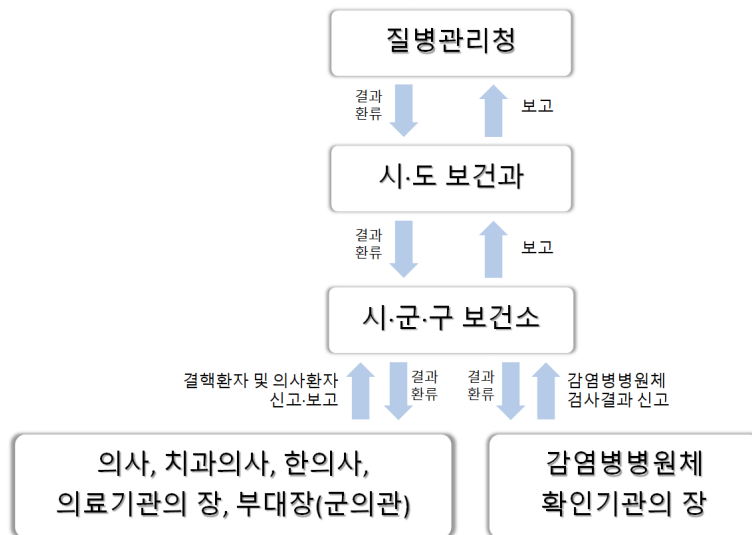 질병관리청
결과
환류
보고
시·도 보건과
결과
환류
보고
시·군·구 보건소
결핵환자 및 의사환자
신고·보고
결과
환류
결과
환류
감염병병원체
검사결과 신고
의사, 치과의사, 한의사,
의료기관의 장, 부대장(군의관)
감염병병원체
확인기관의 장